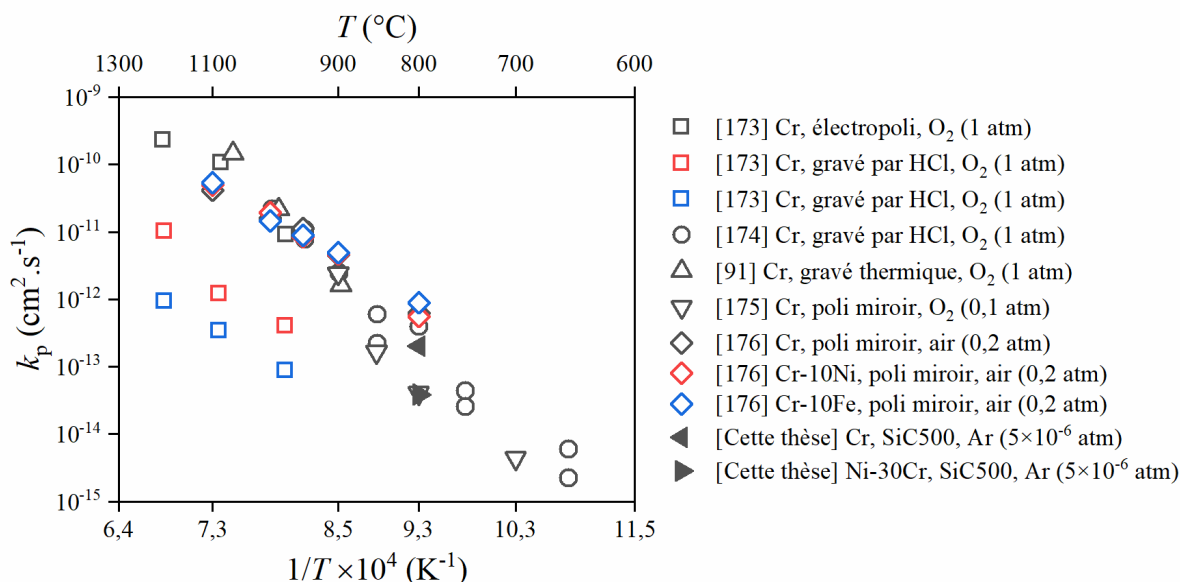 T (°C)
1300 1100 900 800 700 600
10⁻⁹
10⁻¹⁰
10⁻¹¹
10⁻¹²
10⁻¹³
10⁻¹⁴
10⁻¹⁵
kₚ (cm².s⁻¹)
6,4 7,3 8,5 9,3 10,3 11,5
1/T ×10⁴ (K⁻¹)
[173] Cr, électropoli, O₂ (1 atm)
[173] Cr, gravé par HCl, O₂ (1 atm)
[173] Cr, gravé par HCl, O₂ (1 atm)
[174] Cr, gravé par HCl, O₂ (1 atm)
[91] Cr, gravé thermique, O₂ (1 atm)
[175] Cr, poli miroir, O₂ (0,1 atm)
[176] Cr, poli miroir, air (0,2 atm)
[176] Cr-10Ni, poli miroir, air (0,2 atm)
[176] Cr-10Fe, poli miroir, air (0,2 atm)
[Cette thèse] Cr, SiC500, Ar (5×10⁻⁶ atm)
[Cette thèse] Ni-30Cr, SiC500, Ar (5×10⁻⁶ atm)